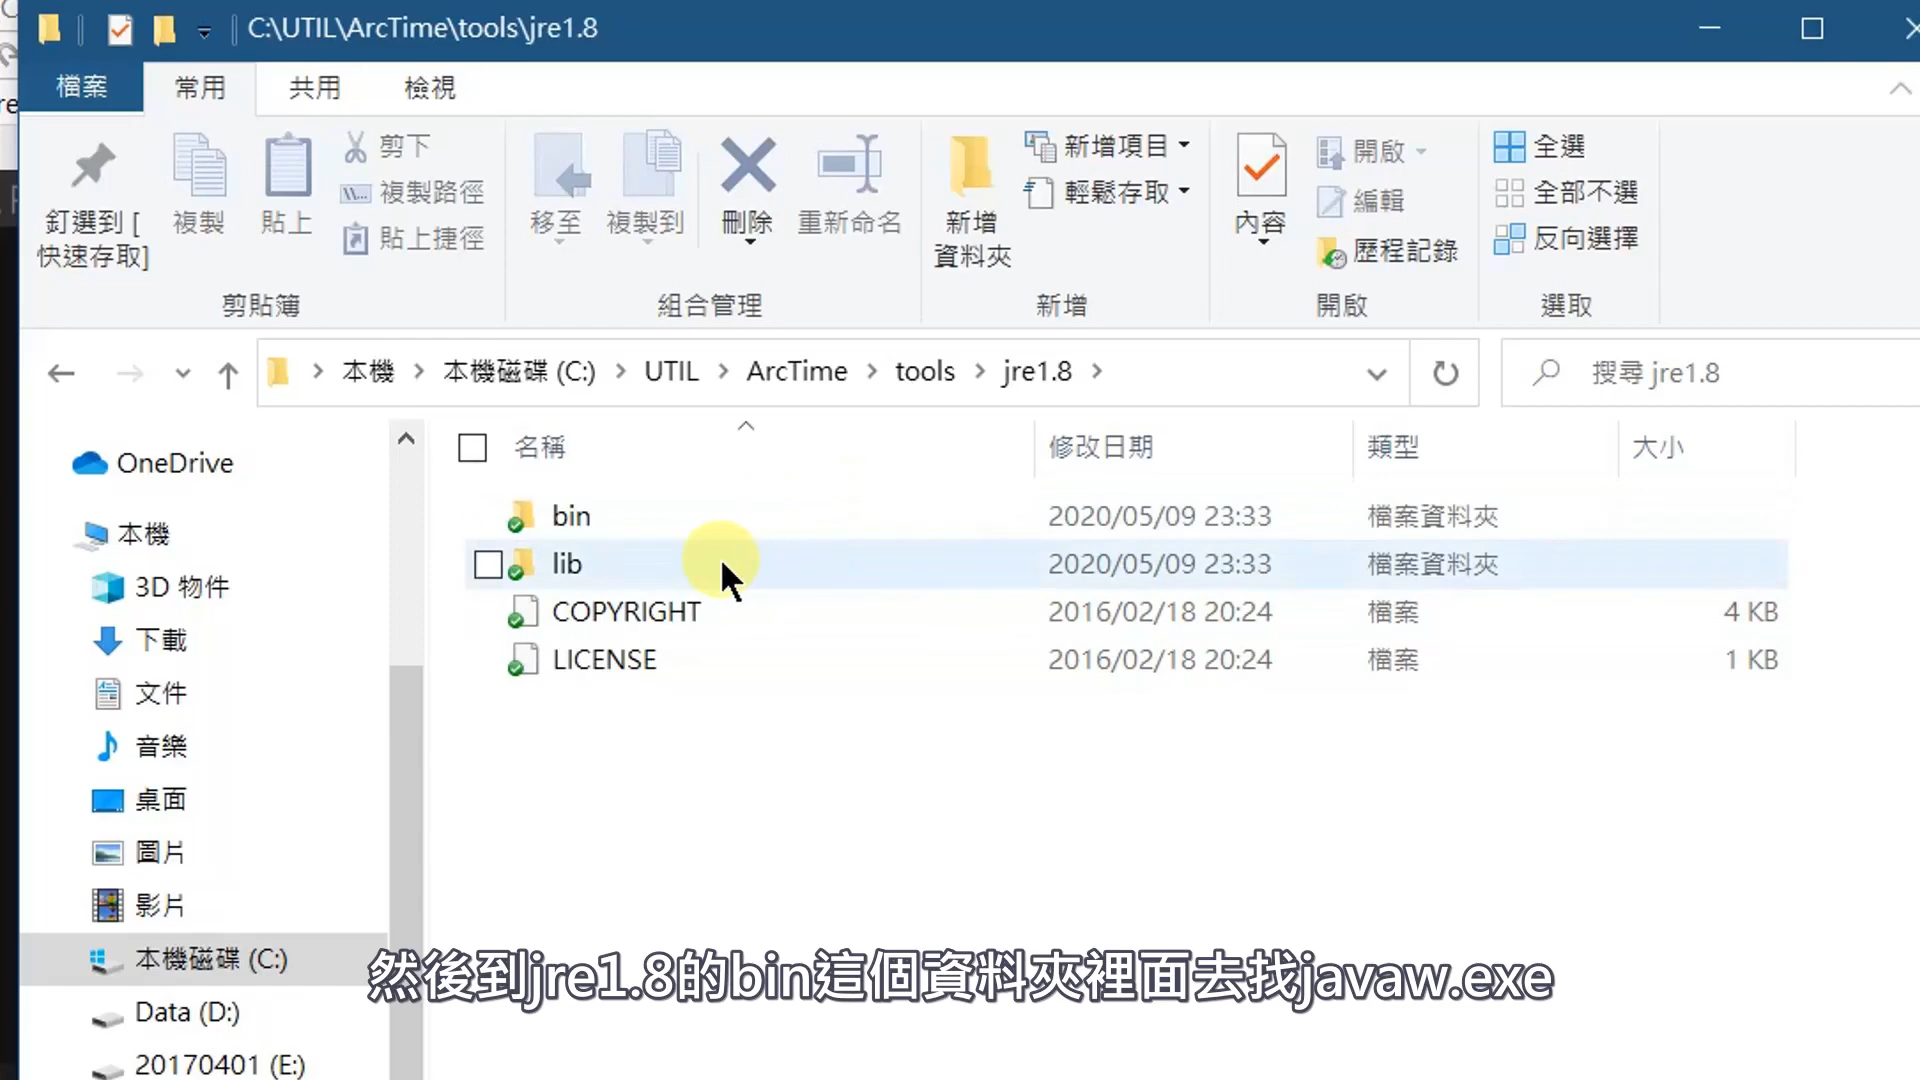 C:\UTIL\ArcTime\tools\jre1.8
檔案 常用 共用 檢視
釘選到 [
快速存取]
複製
貼上
剪下
複製路徑
貼上捷徑
移至
複製到
刪除
重新命名
新增
資料夾
新增項目
輕鬆存取
內容
開啟
編輯
歷程記錄
全選
全部不選
反向選擇
剪貼簿 組合管理 新增 開啟 選取
本機 本機磁碟 (C:) UTIL ArcTime tools jre1.8
搜尋 jre1.8
名稱 修改日期 類型 大小
bin 2020/05/09 23:33 檔案資料夾
lib 2020/05/09 23:33 檔案資料夾
COPYRIGHT 2016/02/18 20:24 檔案 4 KB
LICENSE 2016/02/18 20:24 檔案 1 KB
OneDrive
本機
3D 物件
下載
文件
音樂
桌面
圖片
影片
本機磁碟 (C:)
Data (D:)
20170401 (E:)
然後到jre1.8的bin這個資料夾裡面去找javaw.exe